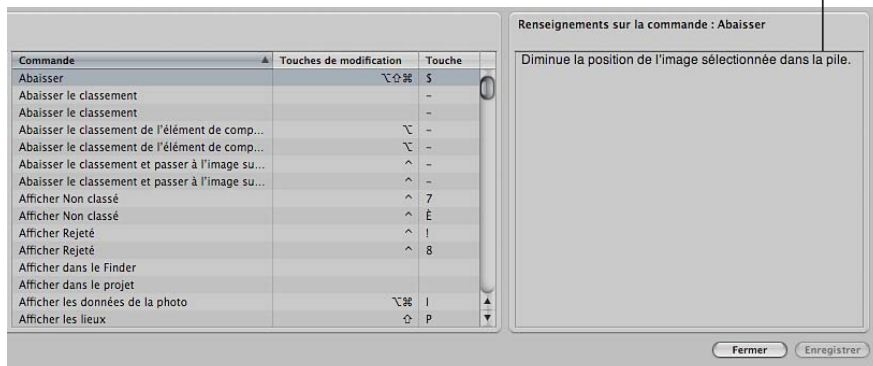 Renseignements sur la commande : Abaisser
Commande Touches de modification Touche
Diminue la position de l'image sélectionnée dans la pile.
Abaisser ⌥⇧⌘ $
Abaisser le classement -
Abaisser le classement -
Abaisser le classement de l'élément de comp... ⌥ -
Abaisser le classement de l'élément de comp... ⌥ -
Abaisser le classement et passer à l'image su... ^ -
Abaisser le classement et passer à l'image su... ^ -
Afficher Non classé ^ 7
Afficher Non classé ^ È
Afficher Rejeté ^ !
Afficher Rejeté ^ 8
Afficher dans le Finder
Afficher dans le projet
Afficher les données de la photo ⌥⌘ I
Afficher les lieux ⇧ P
Fermer Enregistrer